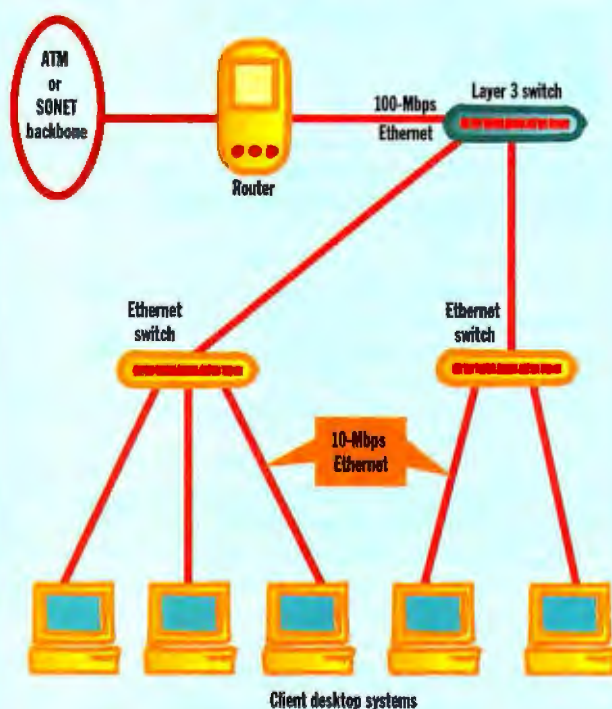 ATM
or
SONET
backbone
Router
100-Mbps
Ethernet
Layer 3 switch
Ethernet
switch
Ethernet
switch
10-Mbps
Ethernet
Client desktop systems